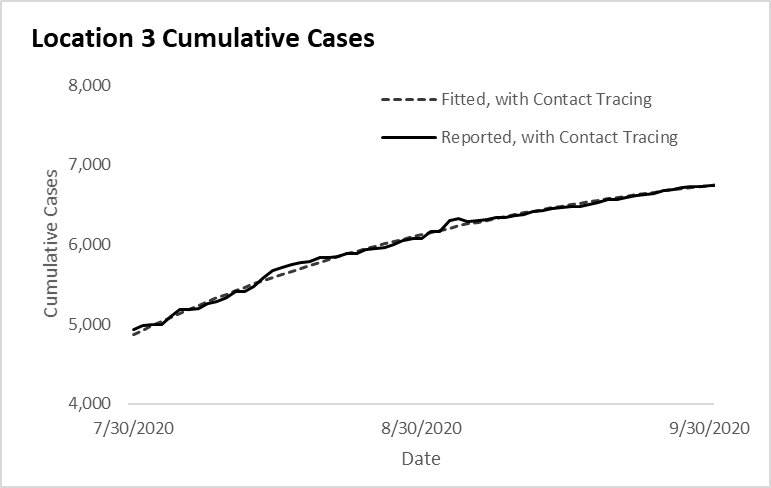 Location 3 Cumulative Cases
8,000
Fitted, with Contact Tracing
Reported, with Contact Tracing
7,000
Cumulative Cases
6,000
5,000
4,000
7/30/2020
8/30/2020
9/30/2020
Date